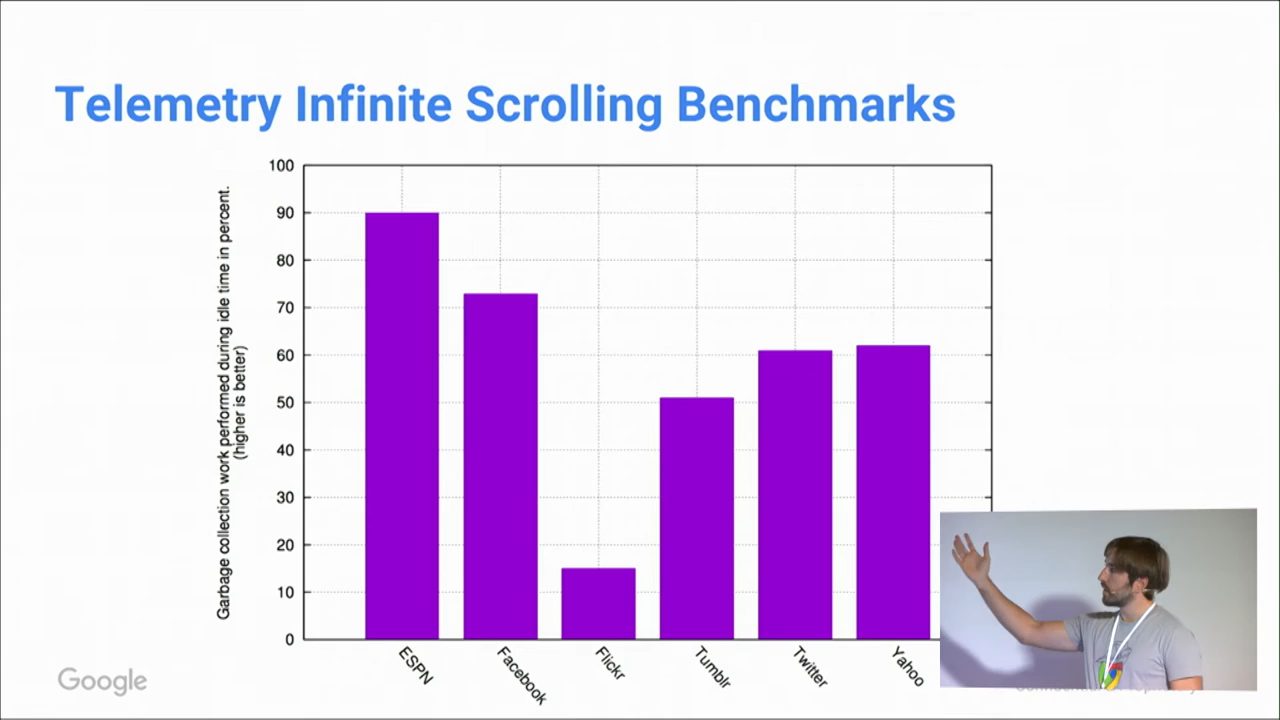 Telemetry Infinite Scrolling Benchmarks
Garbage collection work performed during idle time in percent.
(higher is better)
100
90
80
70
60
50
40
30
20
10
0
ESPN
Facebook
Flickr
Tumblr
Twitter
Yahoo
Google